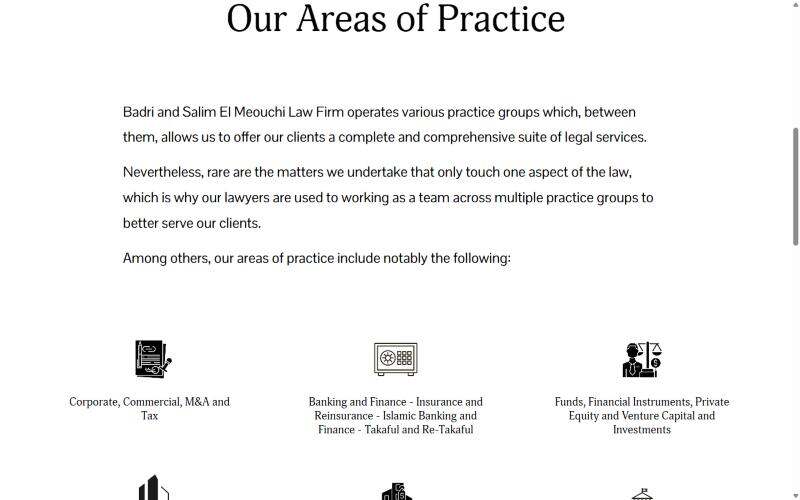 Our Areas of Practice
Badri and Salim El Meouchi Law Firm operates various practice groups which, between
them, allows us to offer our clients a complete and comprehensive suite of legal services.
Nevertheless, rare are the matters we undertake that only touch one aspect of the law,
which is why our lawyers are used to working as a team across multiple practice groups to
better serve our clients.
Among others, our areas of practice include notably the following:
Corporate, Commercial, M&A and
Tax
Banking and Finance - Insurance and
Reinsurance - Islamic Banking and
Finance - Takaful and Re-Takaful
Funds, Financial Instruments, Private
Equity and Venture Capital and
Investments